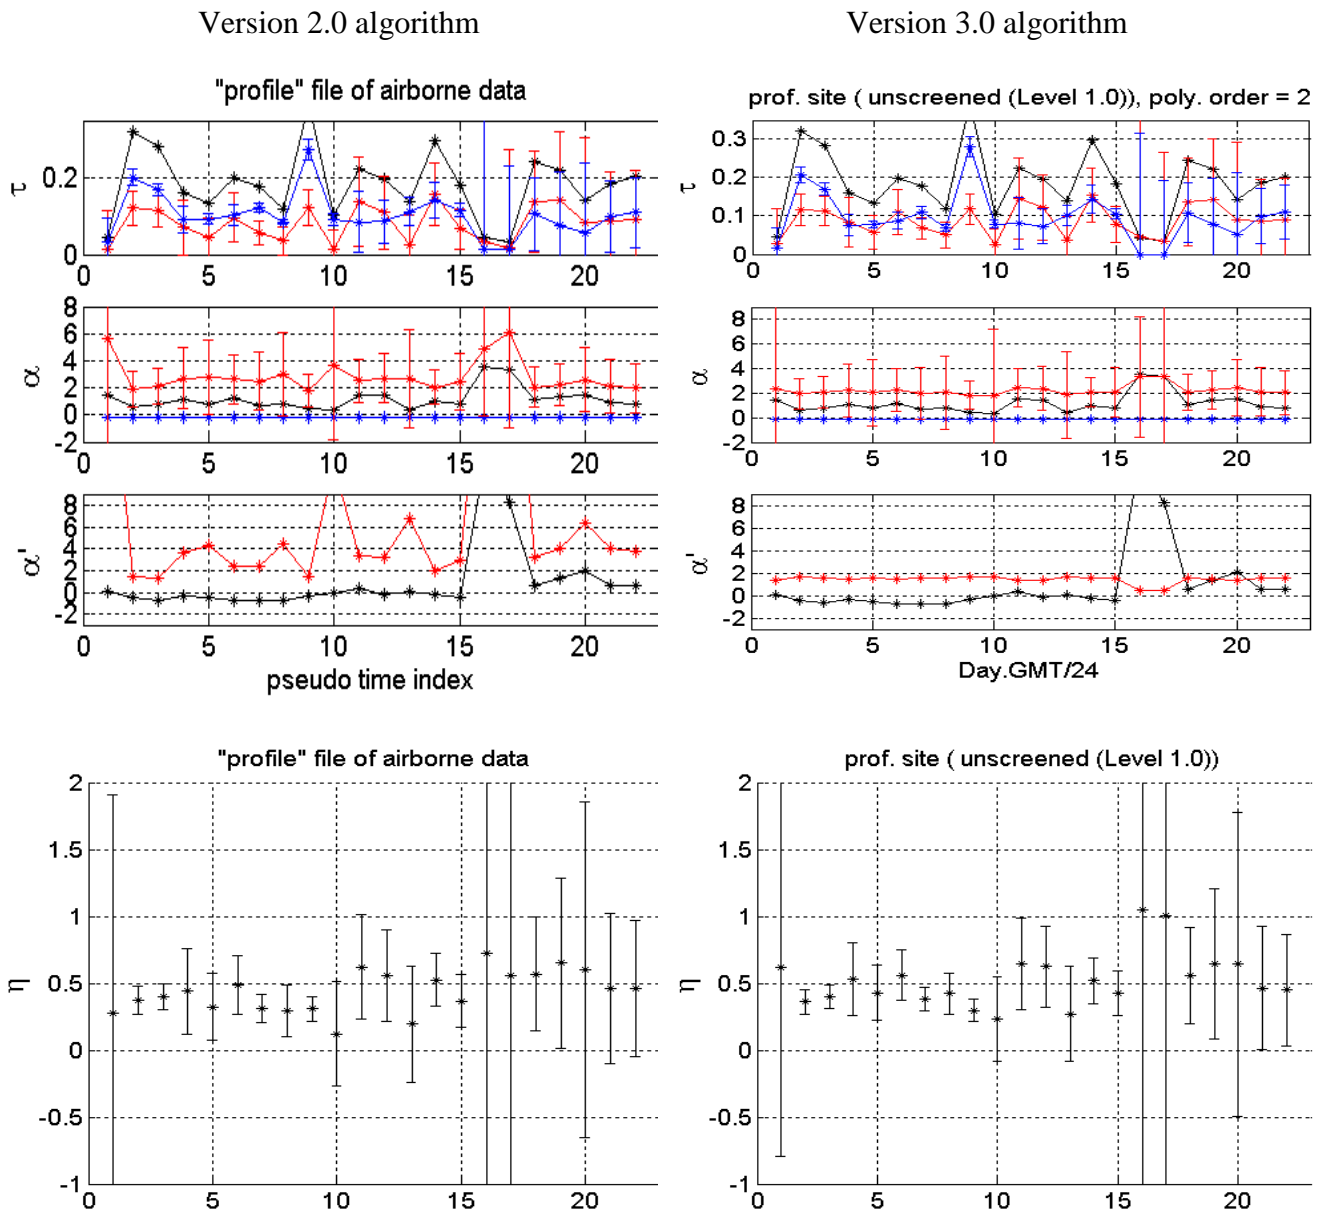 Version 2.0 algorithm
Version 3.0 algorithm
"profile" file of airborne data
τ
0.2
0
0 5 10 15 20
α
8
6
4
2
0
-2
0 5 10 15 20
α'
8
6
4
2
0
-2
0 5 10 15 20
pseudo time index
prof. site ( unscreened (Level 1.0)), poly. order = 2
τ
0.3
0.2
0.1
0
0 5 10 15 20
α
8
6
4
2
0
-2
0 5 10 15 20
α'
8
6
4
2
0
-2
0 5 10 15 20
Day.GMT/24
"profile" file of airborne data
η
2
1.5
1
0.5
0
-0.5
-1
0 5 10 15 20
prof. site ( unscreened (Level 1.0))
η
2
1.5
1
0.5
0
-0.5
-1
0 5 10 15 20